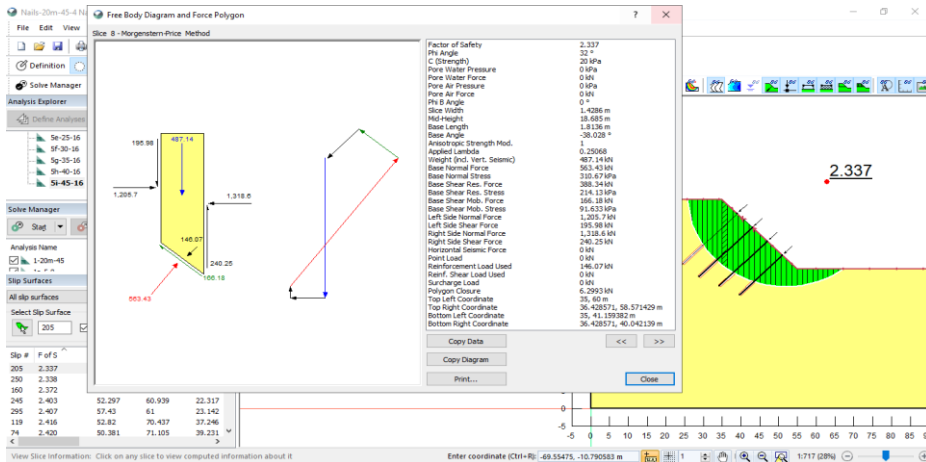 Nails-20m-45-4 Na
File Edit View
Definition
Solve Manager
Analysis Explorer
Define Analyses
5e-25-16
5f-30-16
5g-35-16
5h-40-16
5i-45-16
Solve Manager
Start
Analysis Name
1-20m-45
Slip Surfaces
All slip surfaces
Select Slip Surface
205
Slip # F of S
205 2.337
250 2.338
160 2.372
245 2.403 52.297 60.939 22.317
295 2.407 57.43 61 23.142
119 2.416 52.82 70.437 37.246
74 2.420 50.381 71.105 39.231
Free Body Diagram and Force Polygon
Slice 8 - Morgenstern-Price Method
487.14
195.98
1,205.7
1,318.6
146.07
240.25
166.18
563.43
Factor of Safety 2.337
Phi Angle 32 °
C (Strength) 20 kPa
Pore Water Pressure 0 kPa
Pore Water Force 0 kN
Pore Air Pressure 0 kPa
Pore Air Force 0 kN
Phi B Angle 0 °
Slice Width 1.4286 m
Mid-Height 18.685 m
Base Length 1.8136 m
Base Angle -38.028 °
Anisotropic Strength Mod. 1
Applied Lambda 0.25068
Weight (incl. Vert. Seismic) 487.14 kN
Base Normal Force 563.43 kN
Base Normal Stress 310.67 kPa
Base Shear Res. Force 388.34 kN
Base Shear Res. Stress 214.13 kPa
Base Shear Mob. Force 166.18 kN
Base Shear Mob. Stress 91.633 kPa
Left Side Normal Force 1,205.7 kN
Left Side Shear Force 195.98 kN
Right Side Normal Force 1,318.6 kN
Right Side Shear Force 240.25 kN
Horizontal Seismic Force 0 kN
Point Load 0 kN
Reinforcement Load Used 146.07 kN
Reinf. Shear Load Used 0 kN
Surcharge Load 0 kN
Polygon Closure 6.2993 kN
Top Left Coordinate 35, 60 m
Top Right Coordinate 36.428571, 58.571429 m
Bottom Left Coordinate 35, 41.159382 m
Bottom Right Coordinate 36.428571, 40.042139 m
Copy Data << >>
Copy Diagram
Print... Close
2.337
0
-5
-5 0 5 10 15 20 25 30 35 40 45 50 55 60 65 70 75 80 85
View Slice Information: Click on any slice to view computed information about it
Enter coordinate (Ctrl+R): -69.55475, -10.790583 m
1
1:717 (28%)